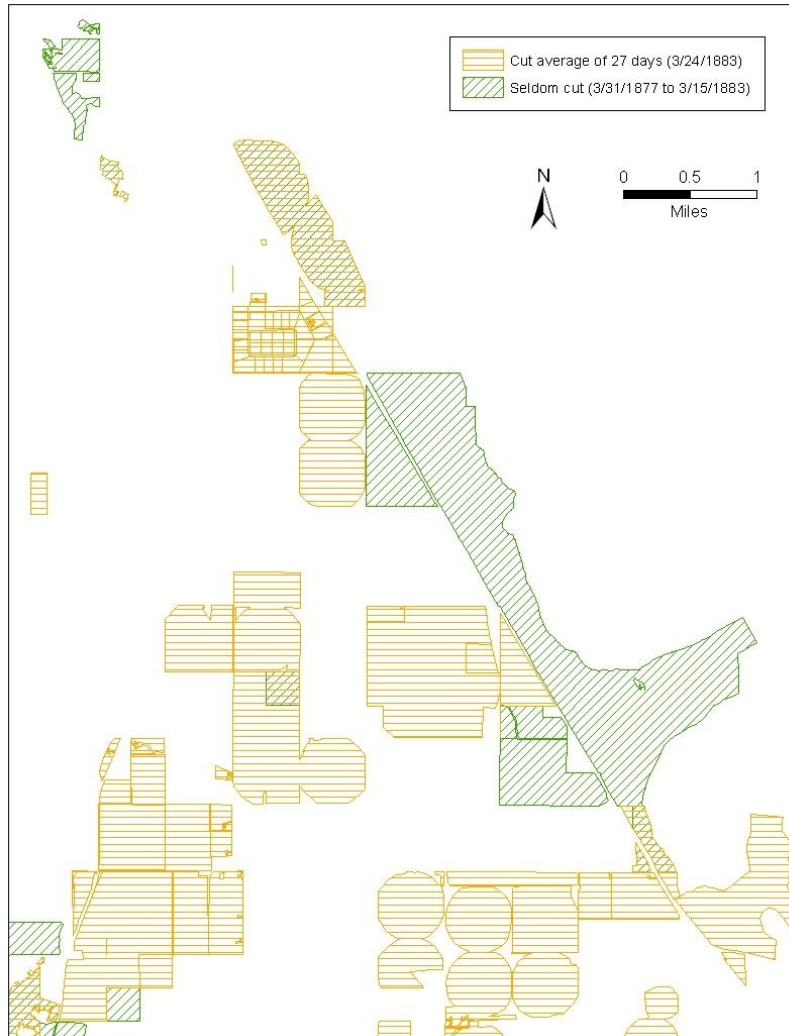 Cut average of 27 days (3/24/1883)
Seldom cut (3/31/1877 to 3/15/1883)
N
0 0.5 1
Miles